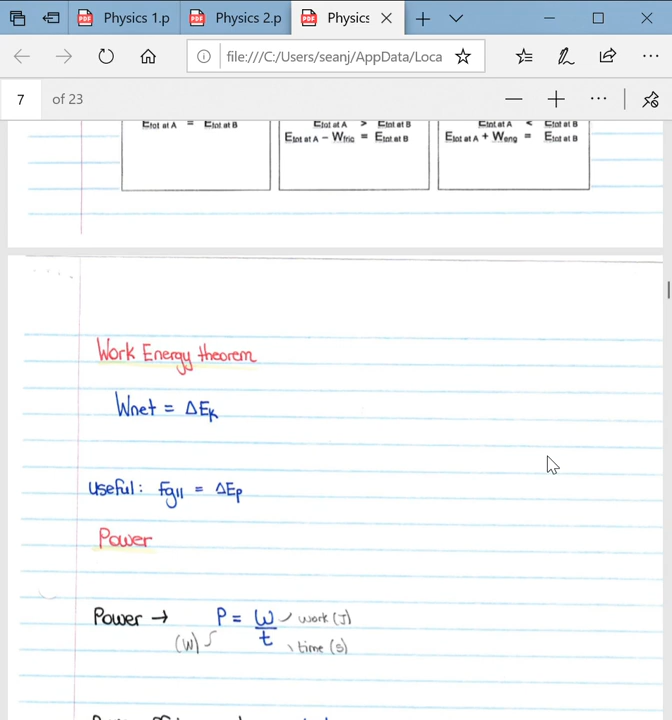 Physics 1.p
Physics 2.p
Physics
file:///C:/Users/seanj/AppData/Loca
7 of 23
Etot at A = Etot at B
Etot at A > Etot at B
Etot at A < Etot at B
Etot at A − Wfric = Etot at B
Etot at A + Weng = Etot at B
Work Energy theorem
Wnet = ΔEk
Useful: Fg|| = ΔEp
Power
Power → P = W/t work (J)
(W) time (s)